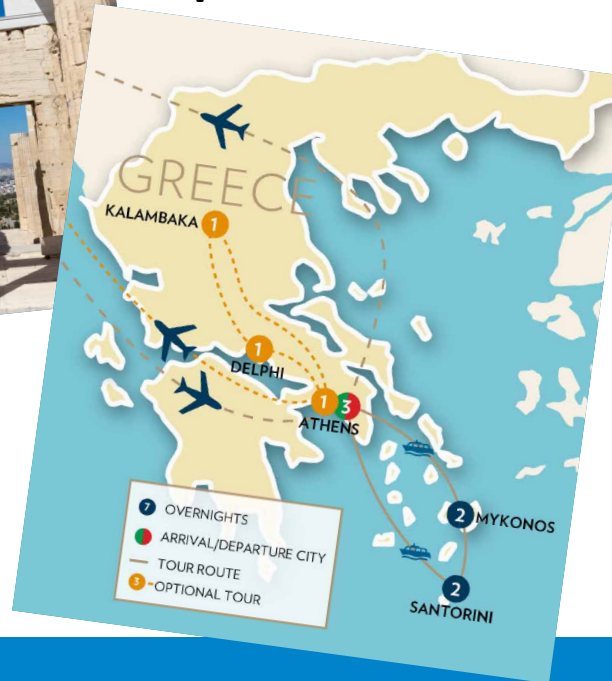 GREECE
KALAMBAKA 1
1
DELPHI
1 3
ATHENS
2 MYKONOS
2
SANTORINI
7 OVERNIGHTS
ARRIVAL/DEPARTURE CITY
TOUR ROUTE
3 OPTIONAL TOUR